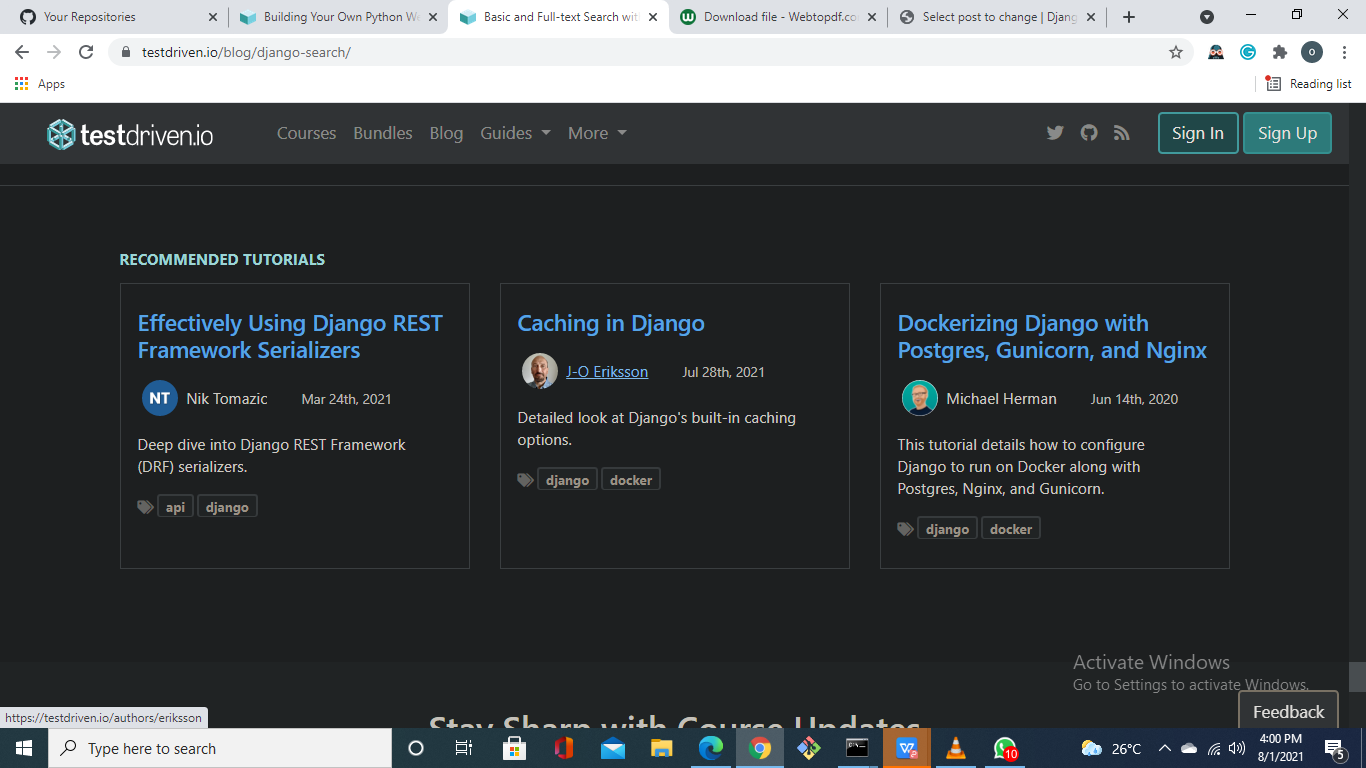 Your Repositories
Building Your Own Python We
Basic and Full-text Search with
Download file - Webtopdf.co
Select post to change | Djang
testdriven.io/blog/django-search/
O
Apps
Reading list
testdriven.io
Courses
Bundles
Blog
Guides
More
Sign In
Sign Up
RECOMMENDED TUTORIALS
Effectively Using Django REST
Framework Serializers
NT
Nik Tomazic
Mar 24th, 2021
Deep dive into Django REST Framework
(DRF) serializers.
api
django
Caching in Django
J-O Eriksson
Jul 28th, 2021
Detailed look at Django's built-in caching
options.
django
docker
Dockerizing Django with
Postgres, Gunicorn, and Nginx
Michael Herman
Jun 14th, 2020
This tutorial details how to configure
Django to run on Docker along with
Postgres, Nginx, and Gunicorn.
django
docker
Activate Windows
Go to Settings to activate Windows.
https://testdriven.io/authors/eriksson
Stay Sharp with Course Updates
Feedback
Type here to search
10
26°C
4:00 PM
8/1/2021
5